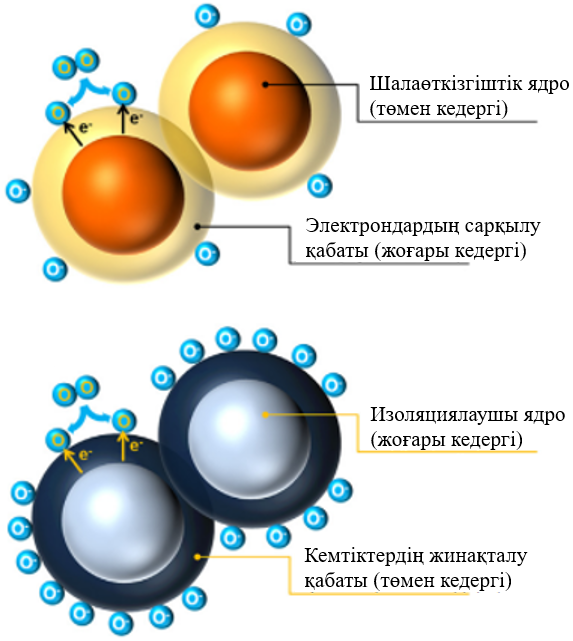 O⁻
O⁻
O
O
O
O
e⁻
e⁻
Шалаөткізгіштік ядро
(төмен кедергі)
O⁻
O⁻
Электрондардың сарқылу
қабаты (жоғары кедергі)
O⁻
O⁻
O⁻
O⁻
O⁻
O⁻
O⁻
O⁻
O⁻
O
O
O
O
e⁻
e⁻
Изоляциялаушы ядро
(жоғары кедергі)
O⁻
O⁻
O⁻
O⁻
O⁻
O⁻
O⁻
Кемтіктердің жинақталу
қабаты (төмен кедергі)
O⁻
O⁻
O⁻
O⁻
O⁻
O⁻